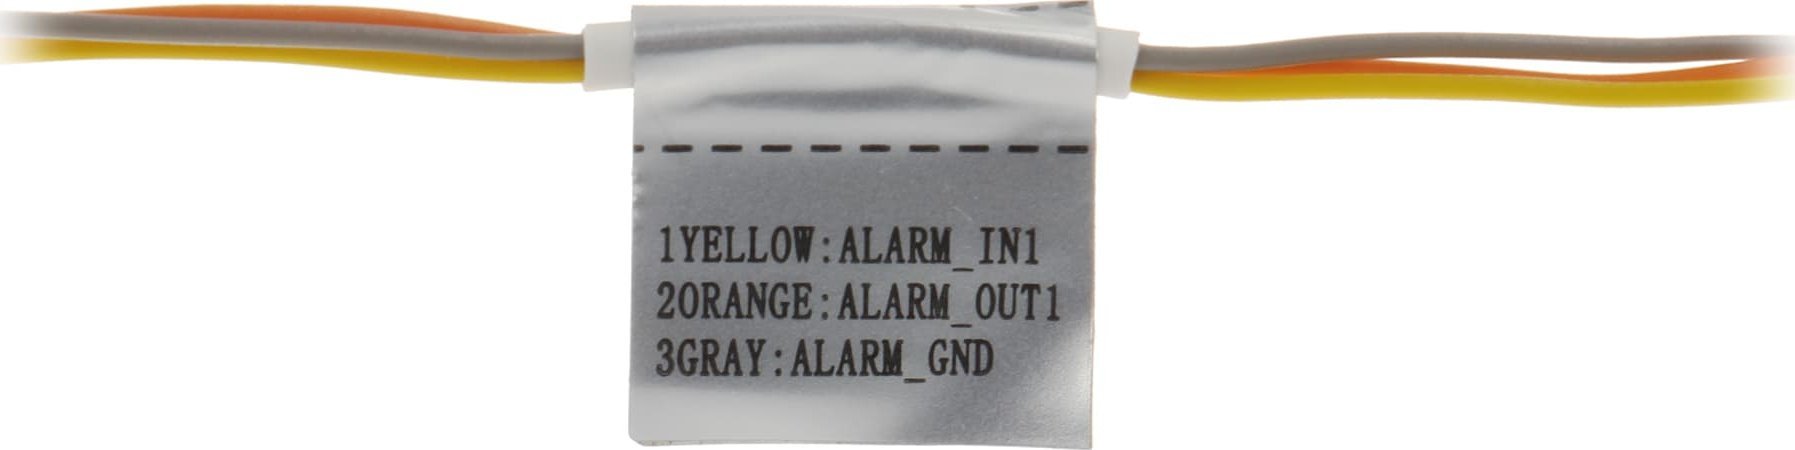 1YELLOW:ALARM_IN1
2ORANGE:ALARM_OUT1
3GRAY:ALARM_GND